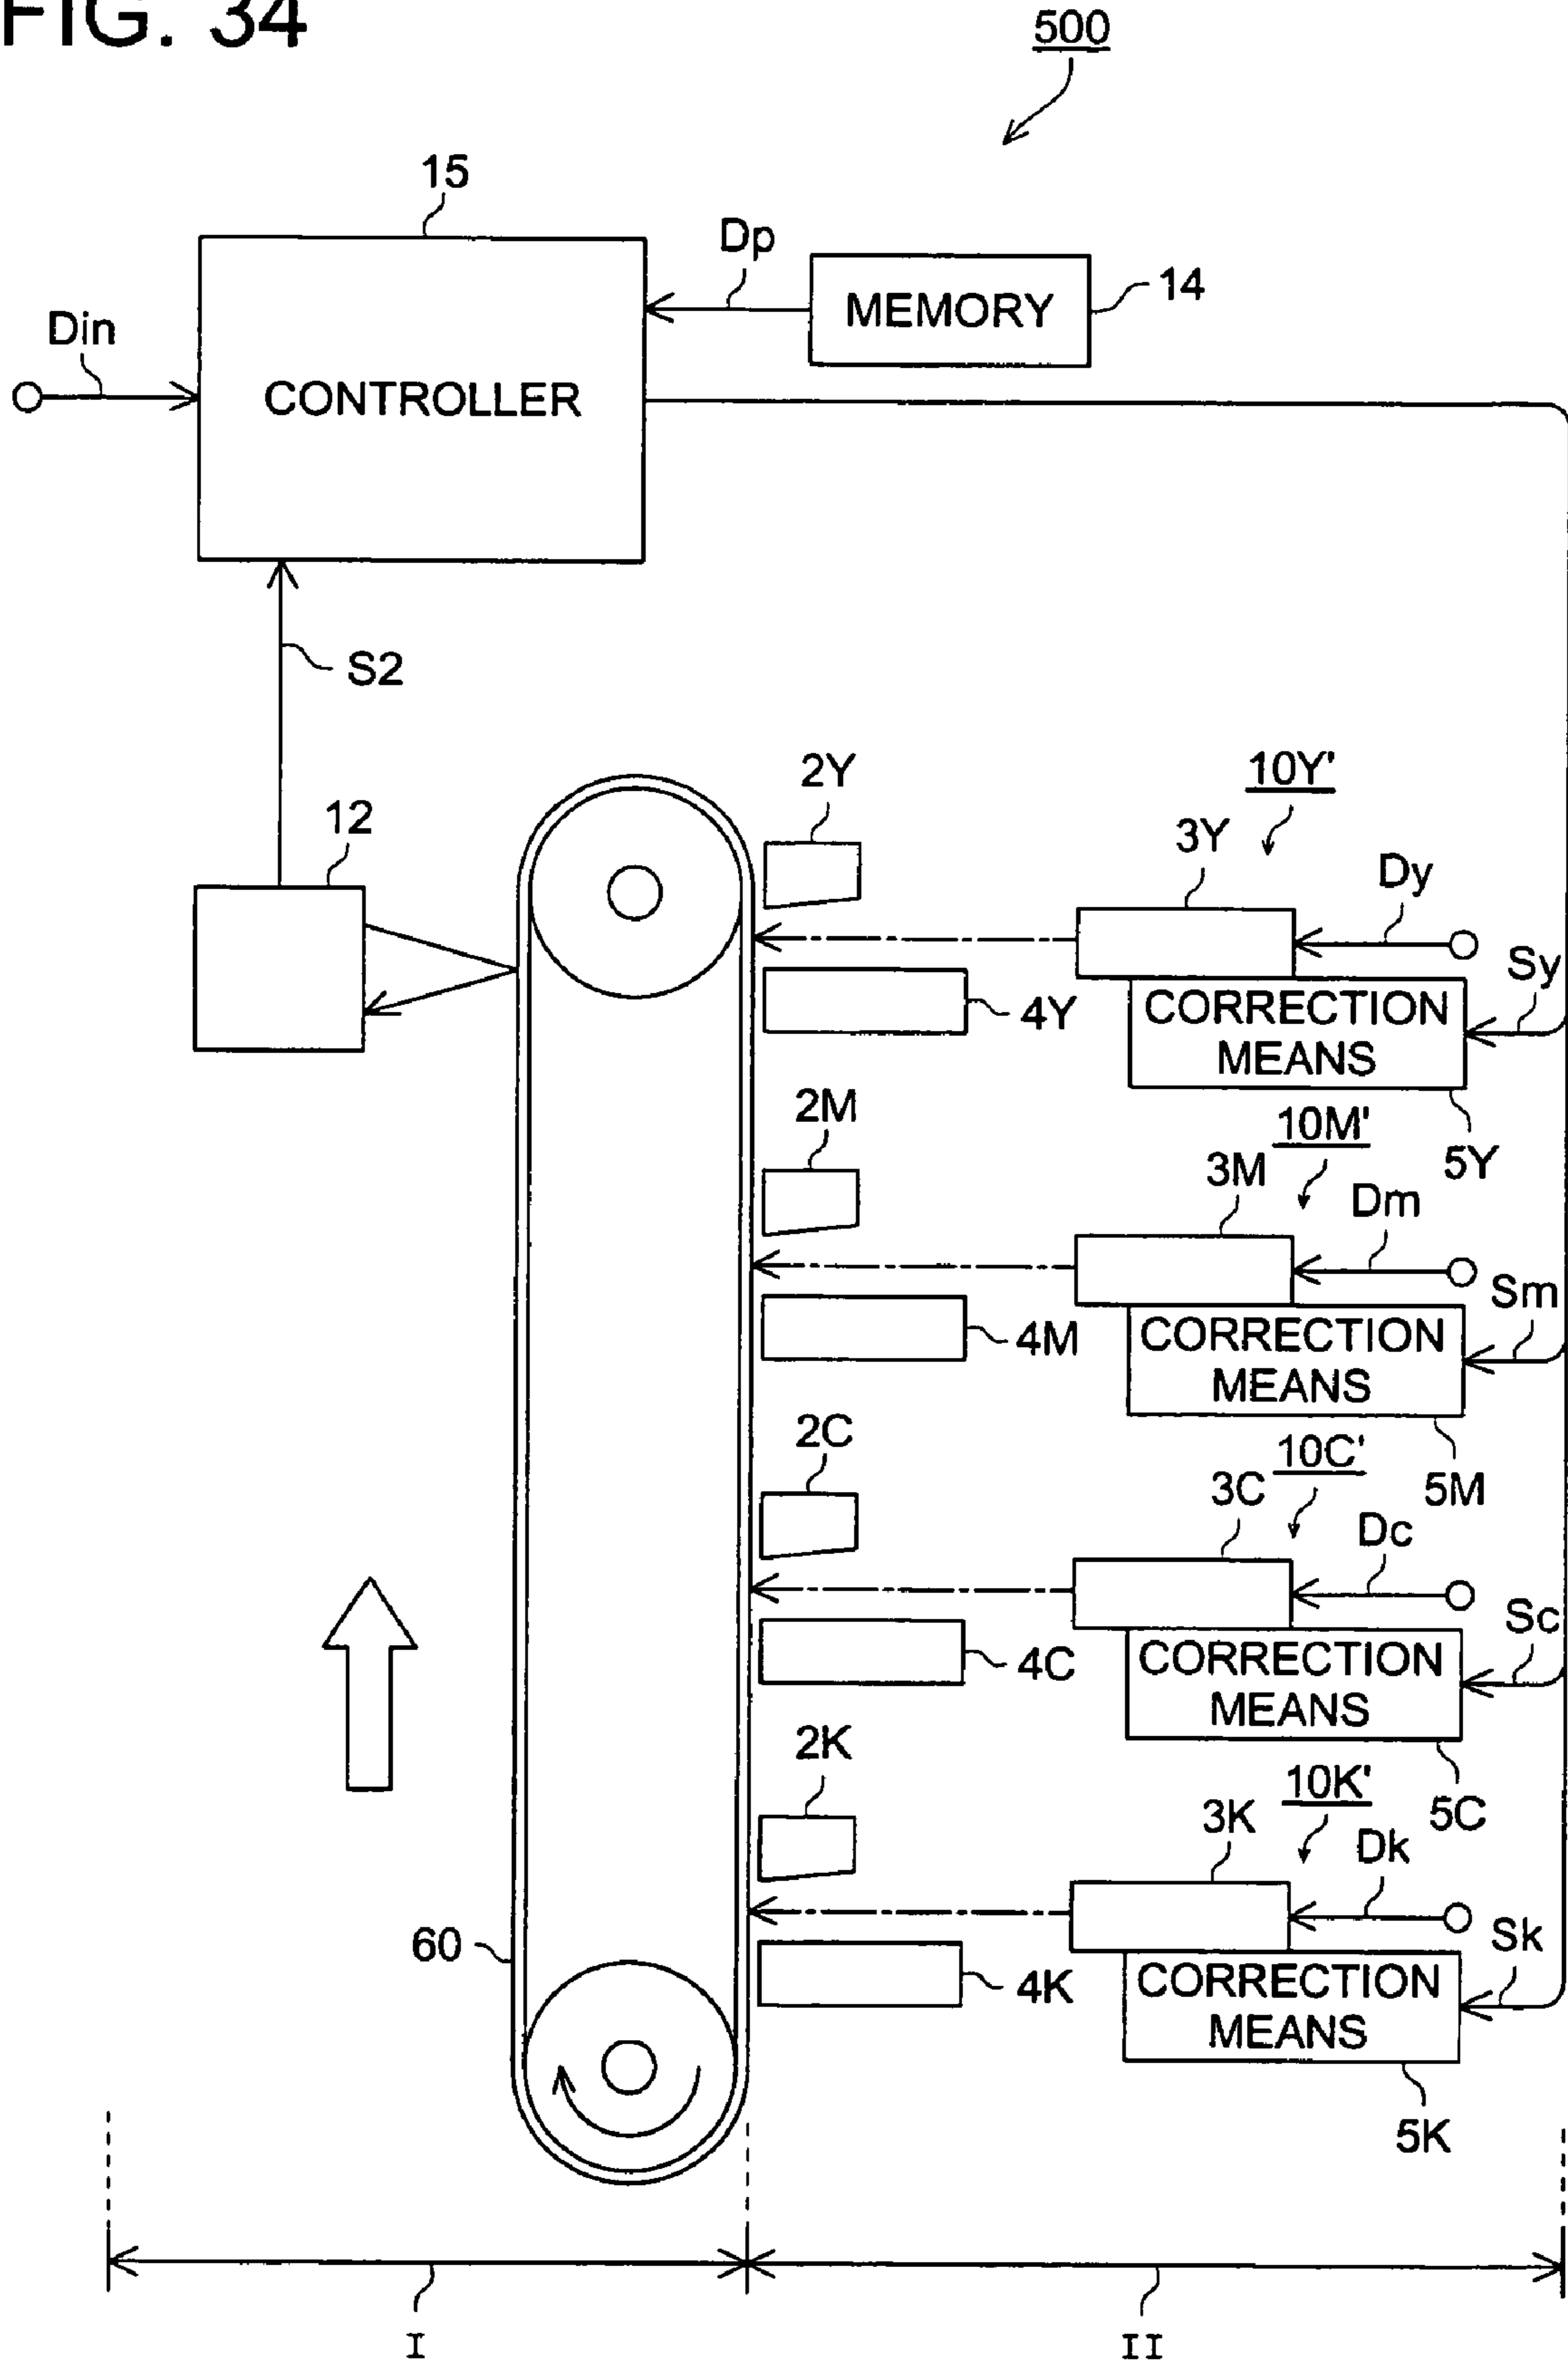 FIG. 34
500
15
Dp
MEMORY
14
Din
CONTROLLER
S2
12
2Y
10Y'
3Y
Dy
Sy
4Y
CORRECTION
MEANS
5Y
2M
10M'
3M
Dm
Sm
4M
CORRECTION
MEANS
5M
2C
10C'
3C
Dc
Sc
4C
CORRECTION
MEANS
5C
2K
10K'
3K
Dk
Sk
60
4K
CORRECTION
MEANS
5K
I
II